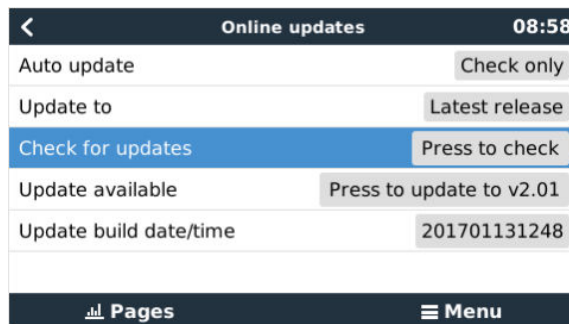 Online updates 08:58
Auto update Check only
Update to Latest release
Check for updates Press to check
Update available Press to update to v2.01
Update build date/time 201701131248
Pages Menu